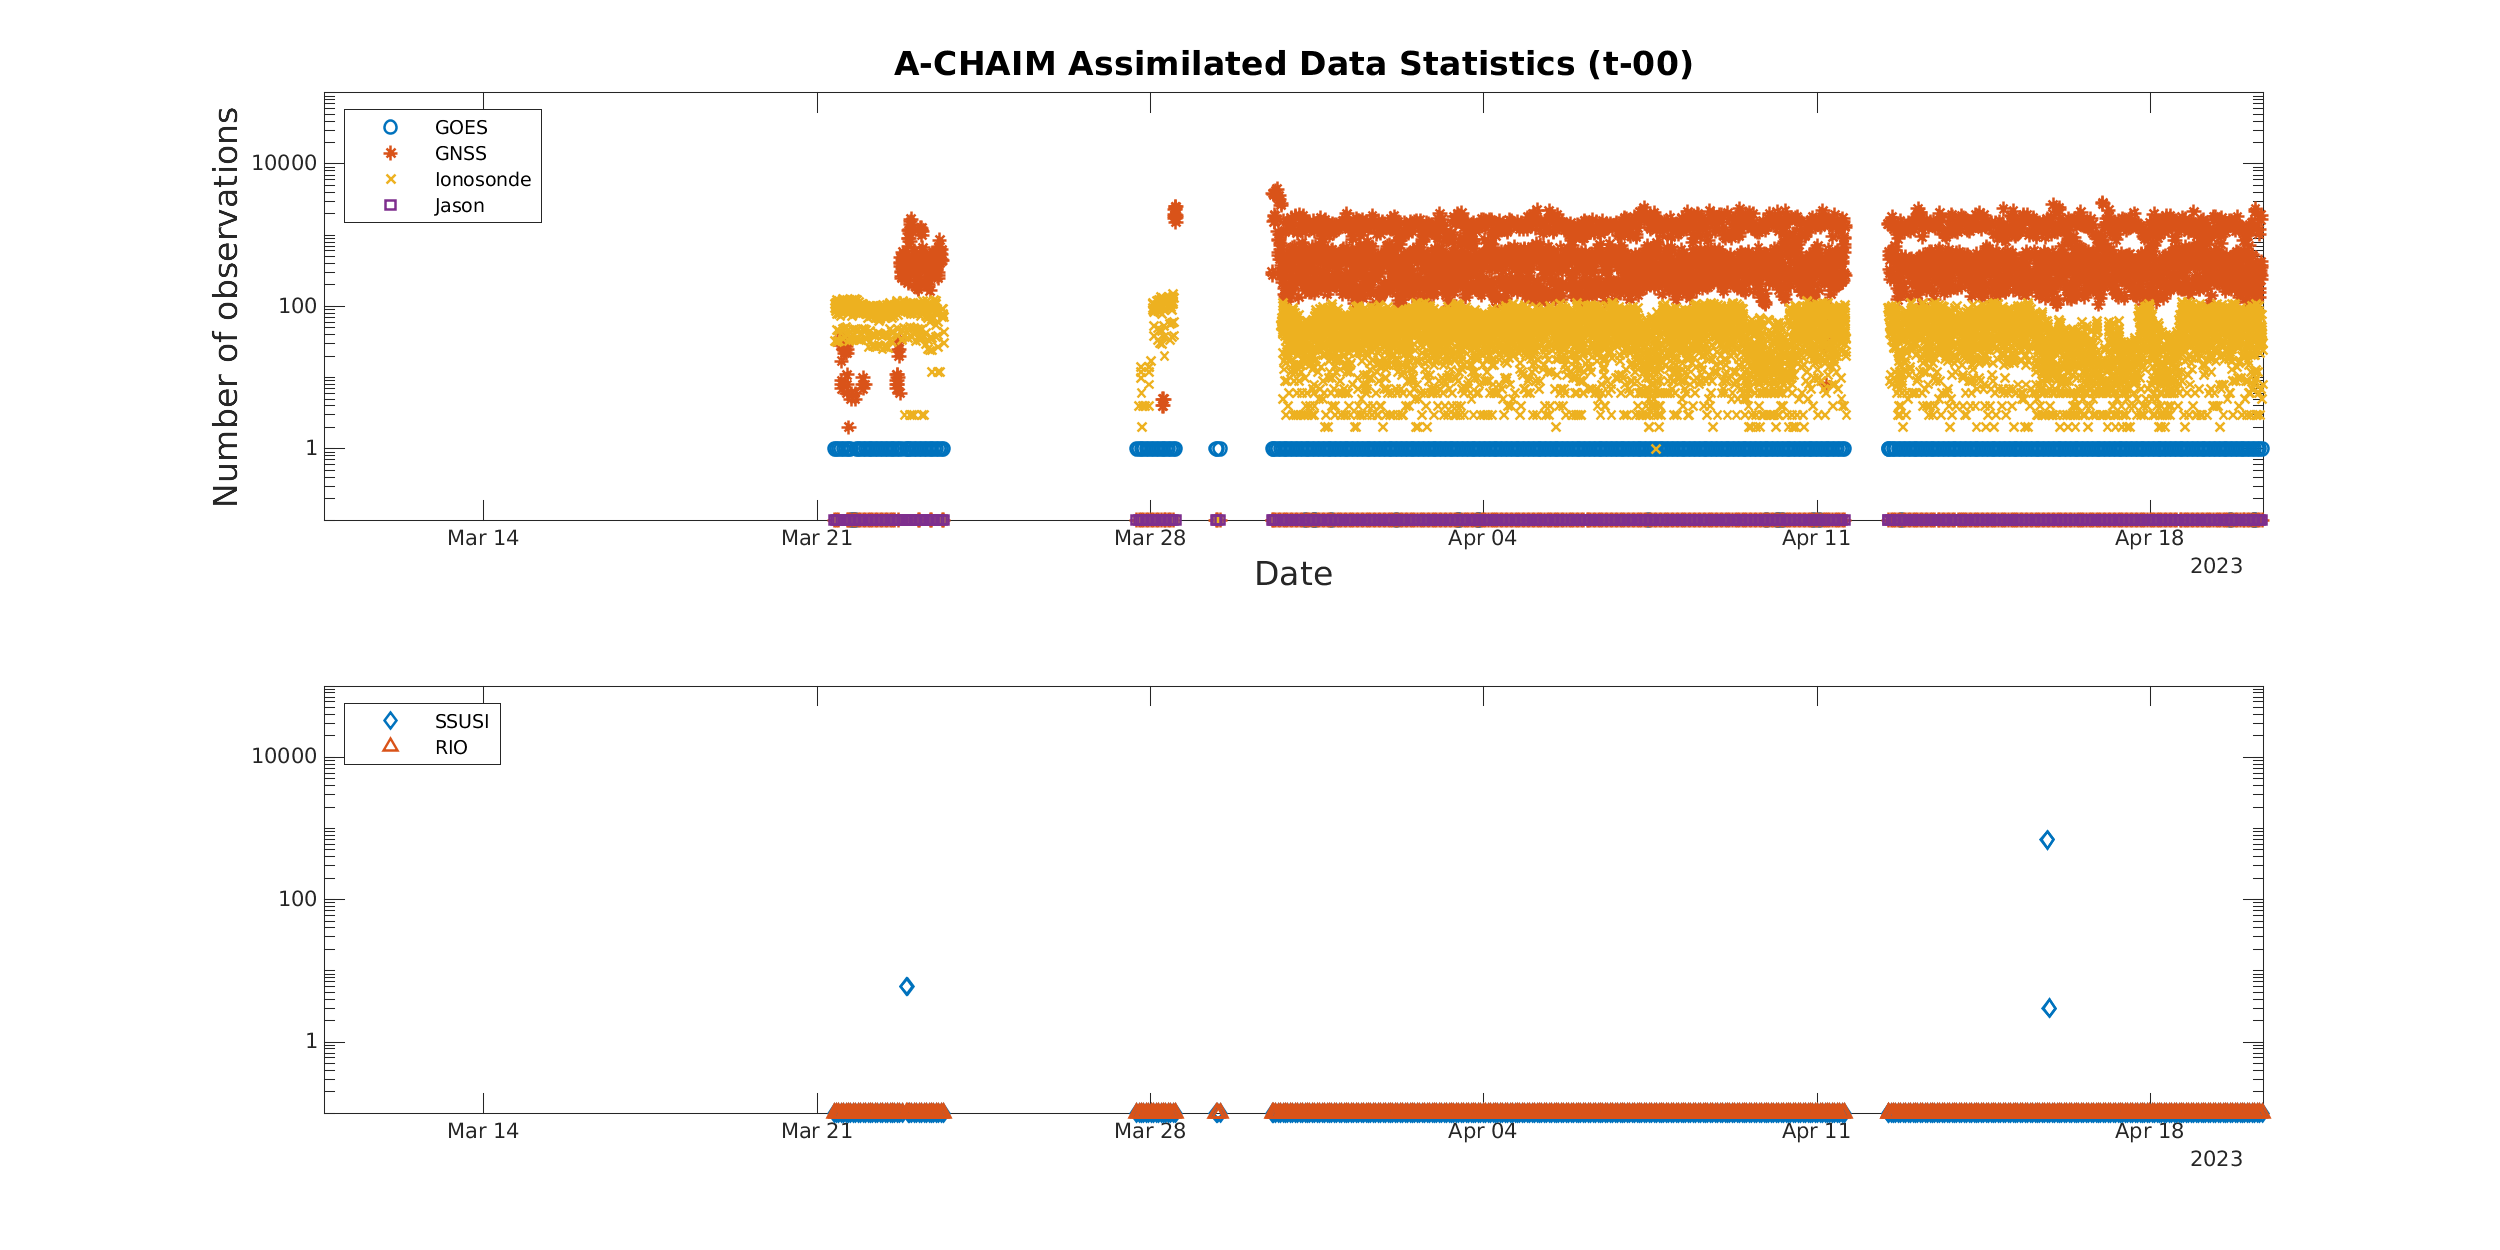 A-CHAIM Assimilated Data Statistics (t-00)
Number of observations
10000
100
1
GOES
GNSS
Ionosonde
Jason
Mar 14
Mar 21
Mar 28
Apr 04
Apr 11
Apr 18
2023
Date
10000
100
1
SSUSI
RIO
Mar 14
Mar 21
Mar 28
Apr 04
Apr 11
Apr 18
2023